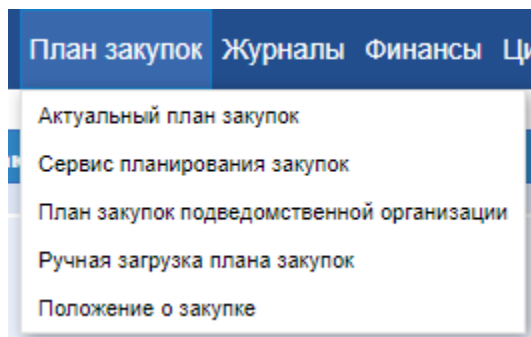 План закупок Журналы Финансы
Актуальный план закупок
Сервис планирования закупок
План закупок подведомственной организации
Ручная загрузка плана закупок
Положение о закупке